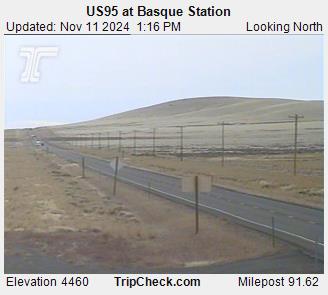 US95 at Basque Station
Updated: Nov 11 2024 1:16 PM Looking North
Elevation 4460 TripCheck.com Milepost 91.62